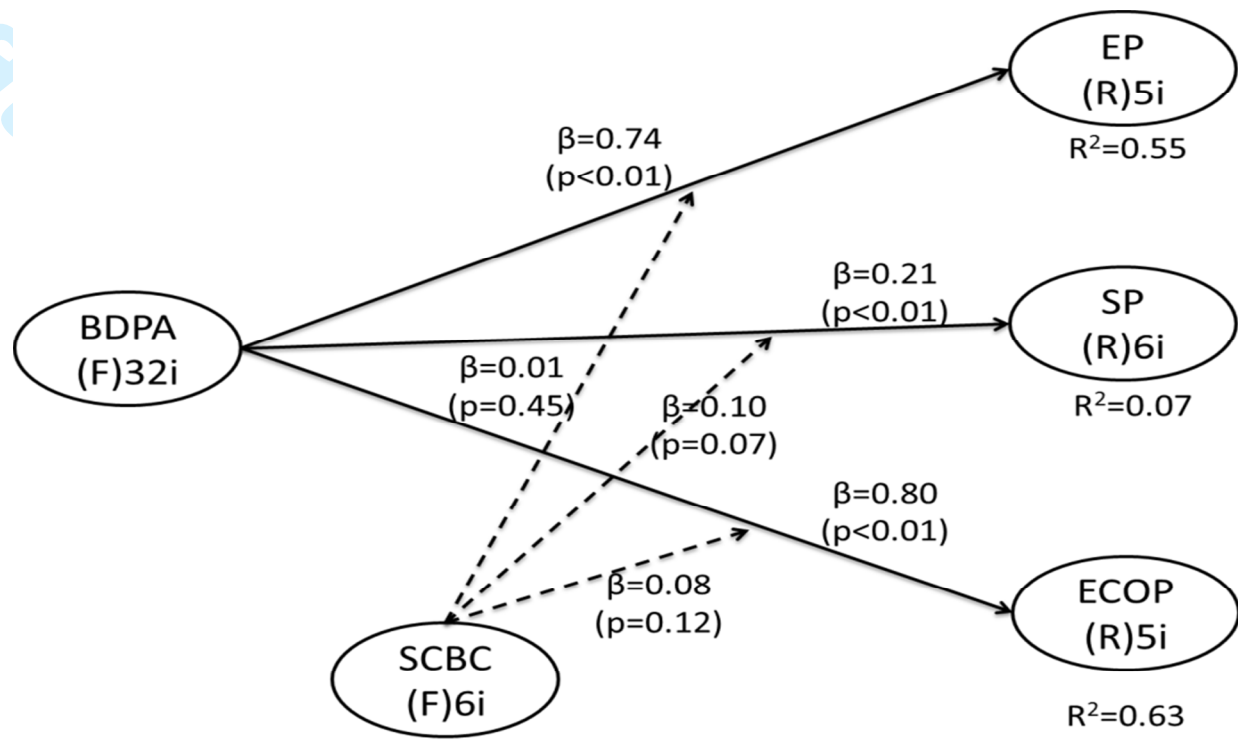 EP
(R)5i
R²=0.55
β=0.74
(p<0.01)
β=0.21
(p<0.01)
SP
(R)6i
R²=0.07
BDPA
(F)32i
β=0.01
(p=0.45)
β=0.10
(p=0.07)
β=0.80
(p<0.01)
ECOP
(R)5i
R²=0.63
β=0.08
(p=0.12)
SCBC
(F)6i